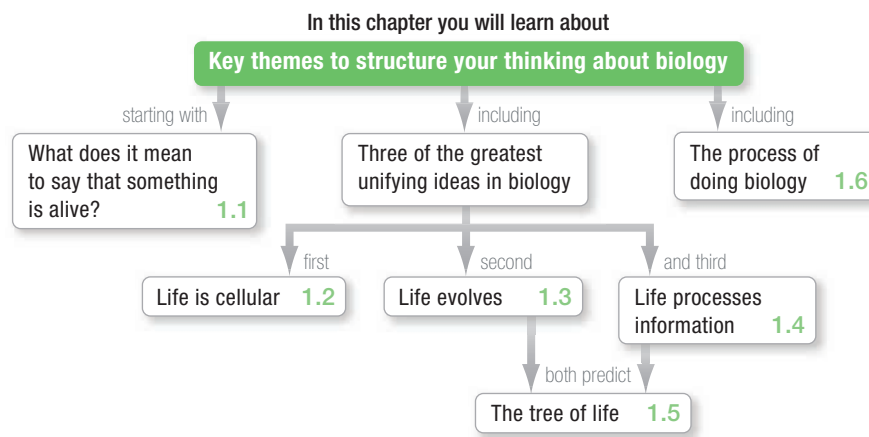 In this chapter you will learn about
Key themes to structure your thinking about biology
starting with
including
including
What does it mean
to say that something
is alive? 1.1
Three of the greatest
unifying ideas in biology
The process of
doing biology 1.6
first
second
and third
Life is cellular 1.2
Life evolves 1.3
Life processes
information 1.4
both predict
The tree of life 1.5